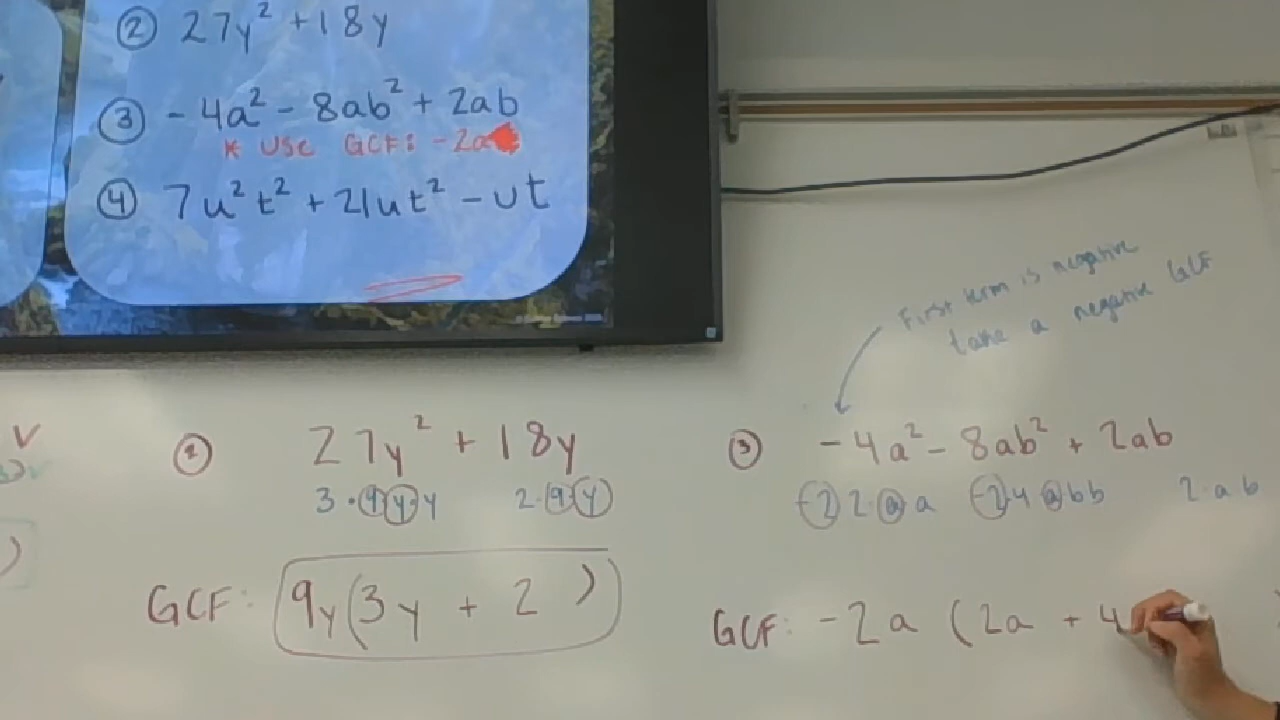 ② 27y² + 18y
③ -4a² - 8ab² + 2ab
* USE GCF: -2a
④ 7u²t² + 21ut² - ut
First term is negative
take a negative GCF
② 27y² + 18y
3 · 9 y · y 2 · 9 · y
GCF: 9y(3y + 2 )
③ -4a² - 8ab² + 2ab
-2 2 · a a -2 4 a b b 2 · a b
GCF: -2a (2a + 4